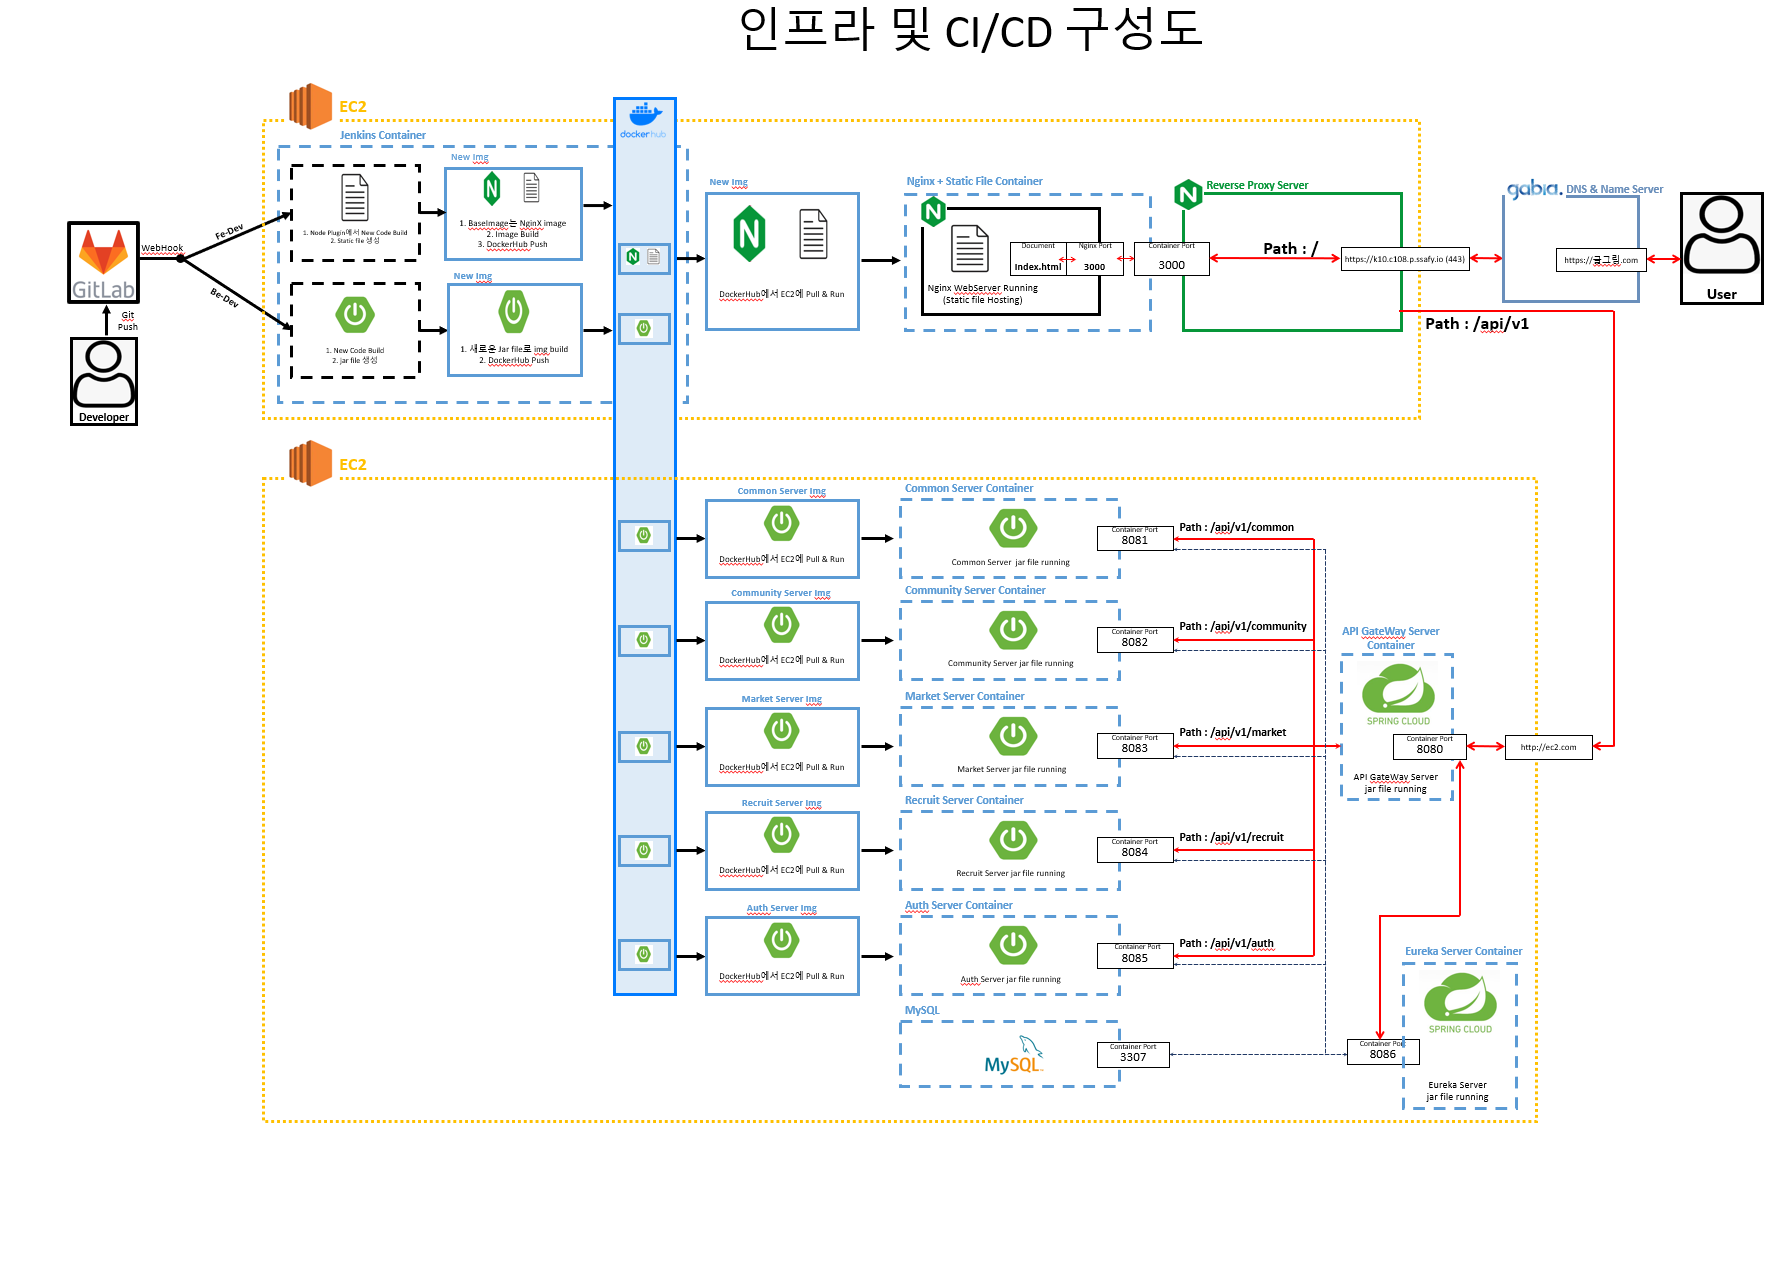 인프라 및 CI/CD 구성도
EC2
Jenkins Container
dockerhub
New Img
1. Node Plugin에서 New Code Build
2. Static file 생성
1. BaseImage는 NginX image
2. Image Build
3. DockerHub Push
GitLab
WebHook
Fe-Dev
Be-Dev
Git
Push
Developer
New Img
1. New Code Build
2. jar file 생성
1. 새로운 Jar file로 img build
2. DockerHub Push
New Img
DockerHub에서 EC2에 Pull & Run
Nginx + Static File Container
Document
Index.html
Nginx Port
3000
Container Port
3000
Nginx WebServer Running
(Static file Hosting)
Reverse Proxy Server
Path : /
https://k10.c108.p.ssafy.io (443)
gabia. DNS & Name Server
https://귤그림.com
User
Path : /api/v1
EC2
Common Server Img
DockerHub에서 EC2에 Pull & Run
Common Server Container
Common Server jar file running
Container Port
8081
Path : /api/v1/common
Community Server Img
DockerHub에서 EC2에 Pull & Run
Community Server Container
Community Server jar file running
Container Port
8082
Path : /api/v1/community
Market Server Img
DockerHub에서 EC2에 Pull & Run
Market Server Container
Market Server jar file running
Container Port
8083
Path : /api/v1/market
Recruit Server Img
DockerHub에서 EC2에 Pull & Run
Recruit Server Container
Recruit Server jar file running
Container Port
8084
Path : /api/v1/recruit
Auth Server Img
DockerHub에서 EC2에 Pull & Run
Auth Server Container
Auth Server jar file running
Container Port
8085
Path : /api/v1/auth
MySQL
MySQL
Container Port
3307
API GateWay Server
Container
SPRING CLOUD
Container Port
8080
API GateWay Server
jar file running
http://ec2.com
Eureka Server Container
SPRING CLOUD
Container Port
8086
Eureka Server
jar file running